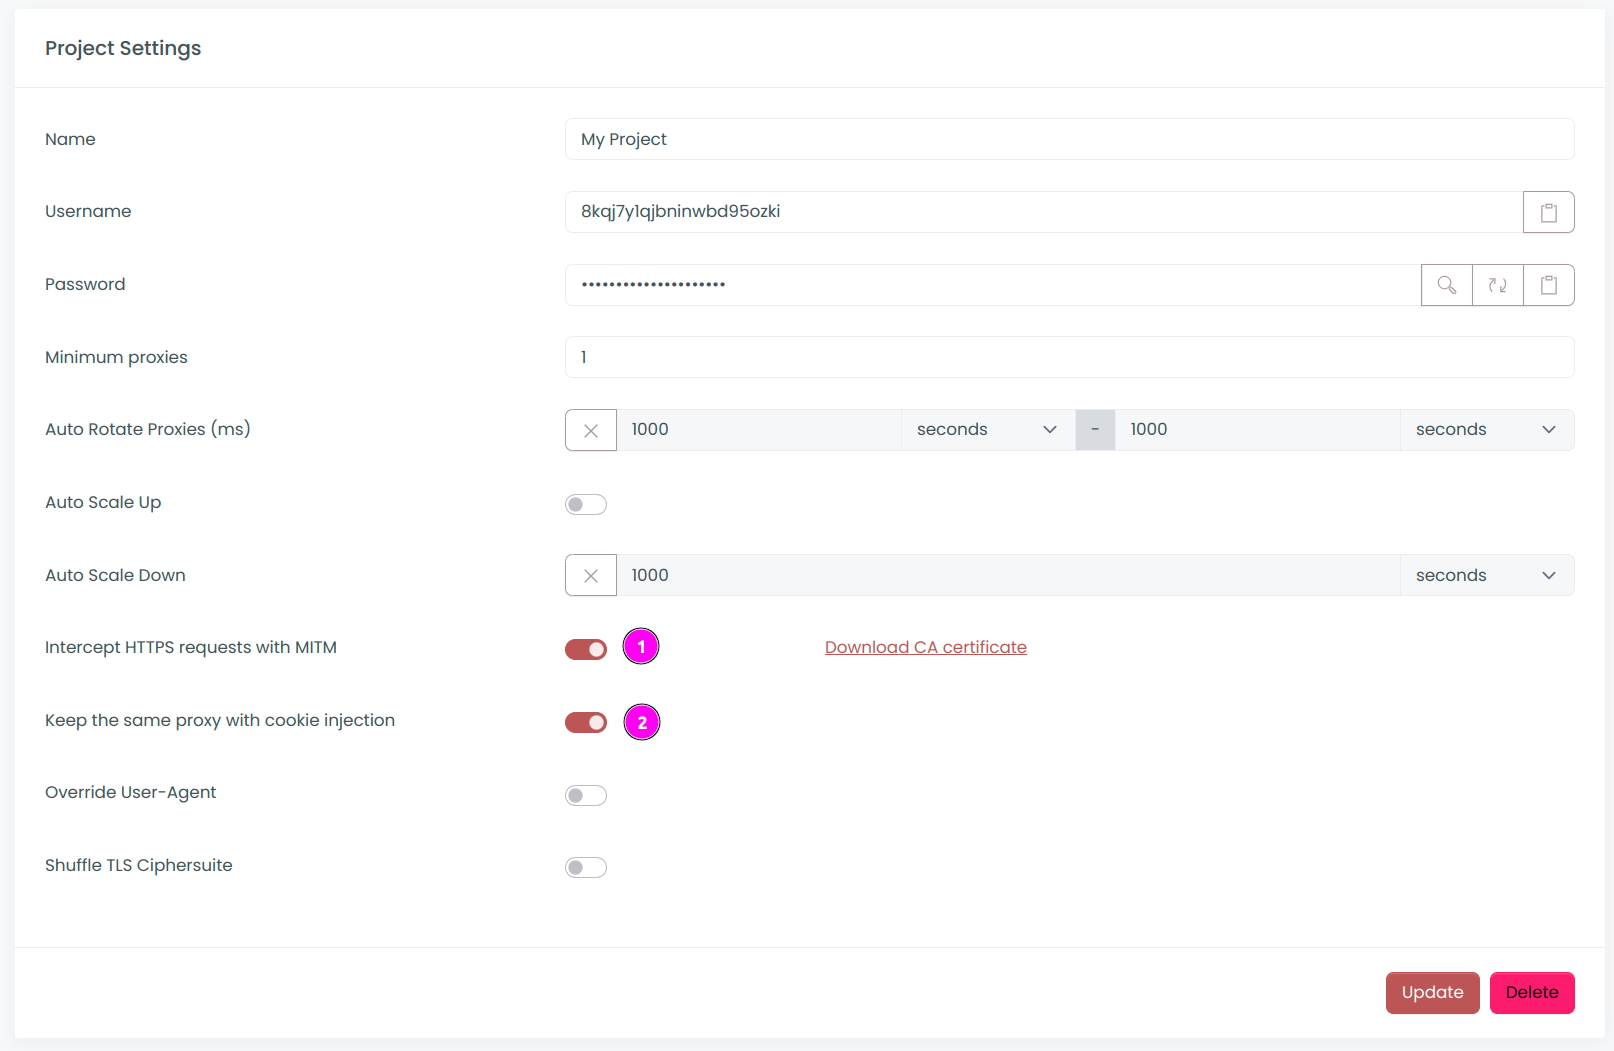 Project Settings
Name
My Project
Username
8kqj7y1qjbninwbd95ozki
Password
•••••••••••••••••••••
Minimum proxies
1
Auto Rotate Proxies (ms)
1000 seconds - 1000 seconds
Auto Scale Up
Auto Scale Down
1000 seconds
Intercept HTTPS requests with MITM
1
Download CA certificate
Keep the same proxy with cookie injection
2
Override User-Agent
Shuffle TLS Ciphersuite
Update
Delete